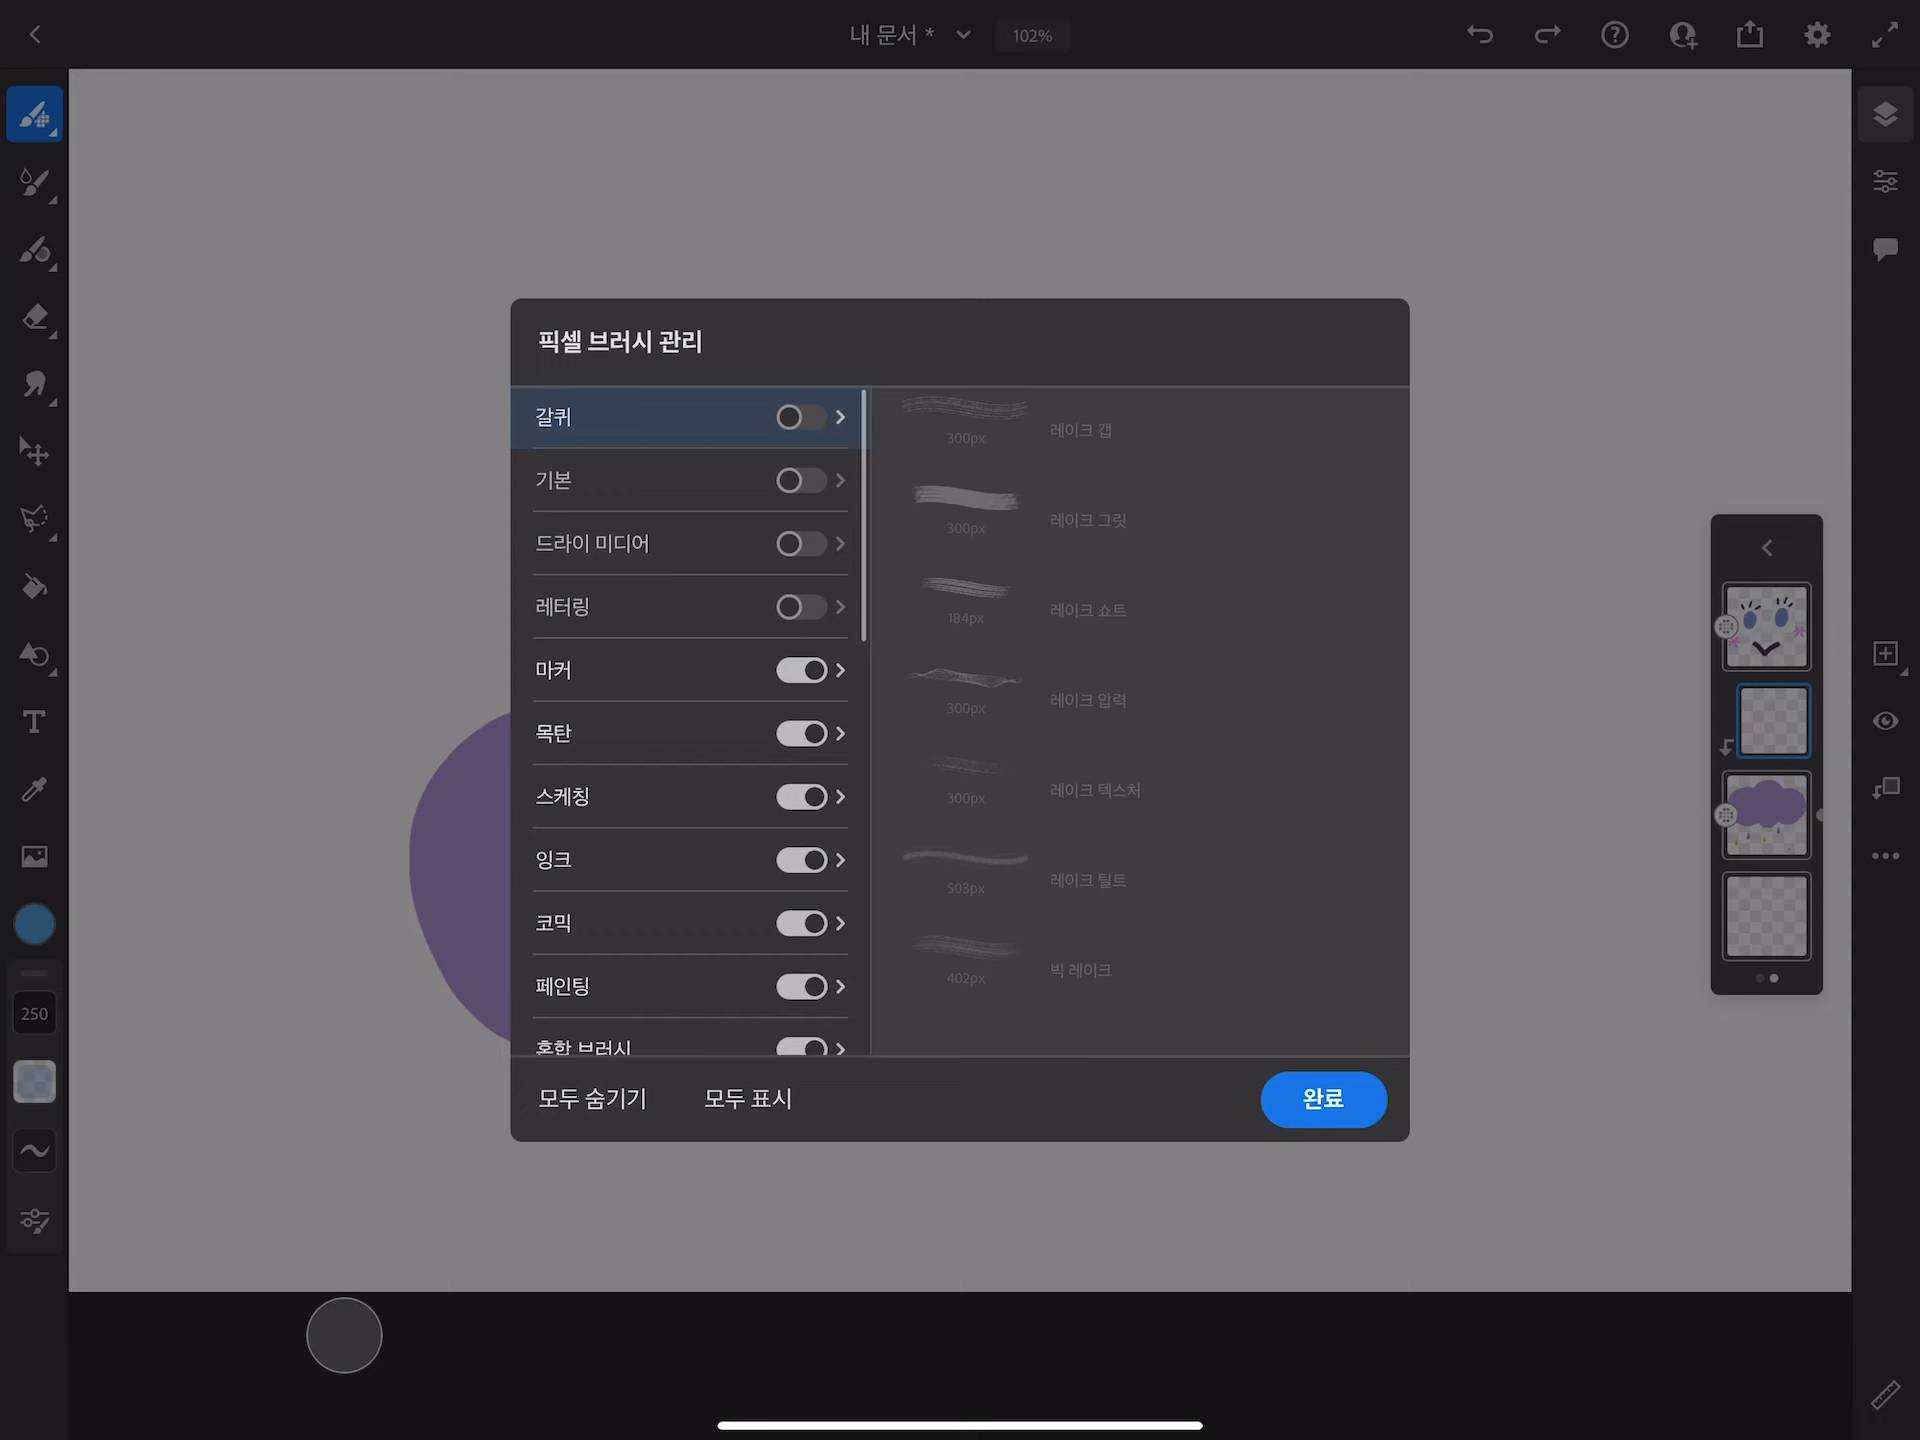 내 문서 *
102%
픽셀 브러시 관리
갈퀴
기본
드라이 미디어
레터링
마커
목탄
스케칭
잉크
코믹
페인팅
혼합 브러시
300px
레이크 갭
300px
레이크 그릿
184px
레이크 쇼트
300px
레이크 압력
300px
레이크 텍스처
503px
레이크 틸트
402px
빅 레이크
모두 숨기기
모두 표시
완료
250